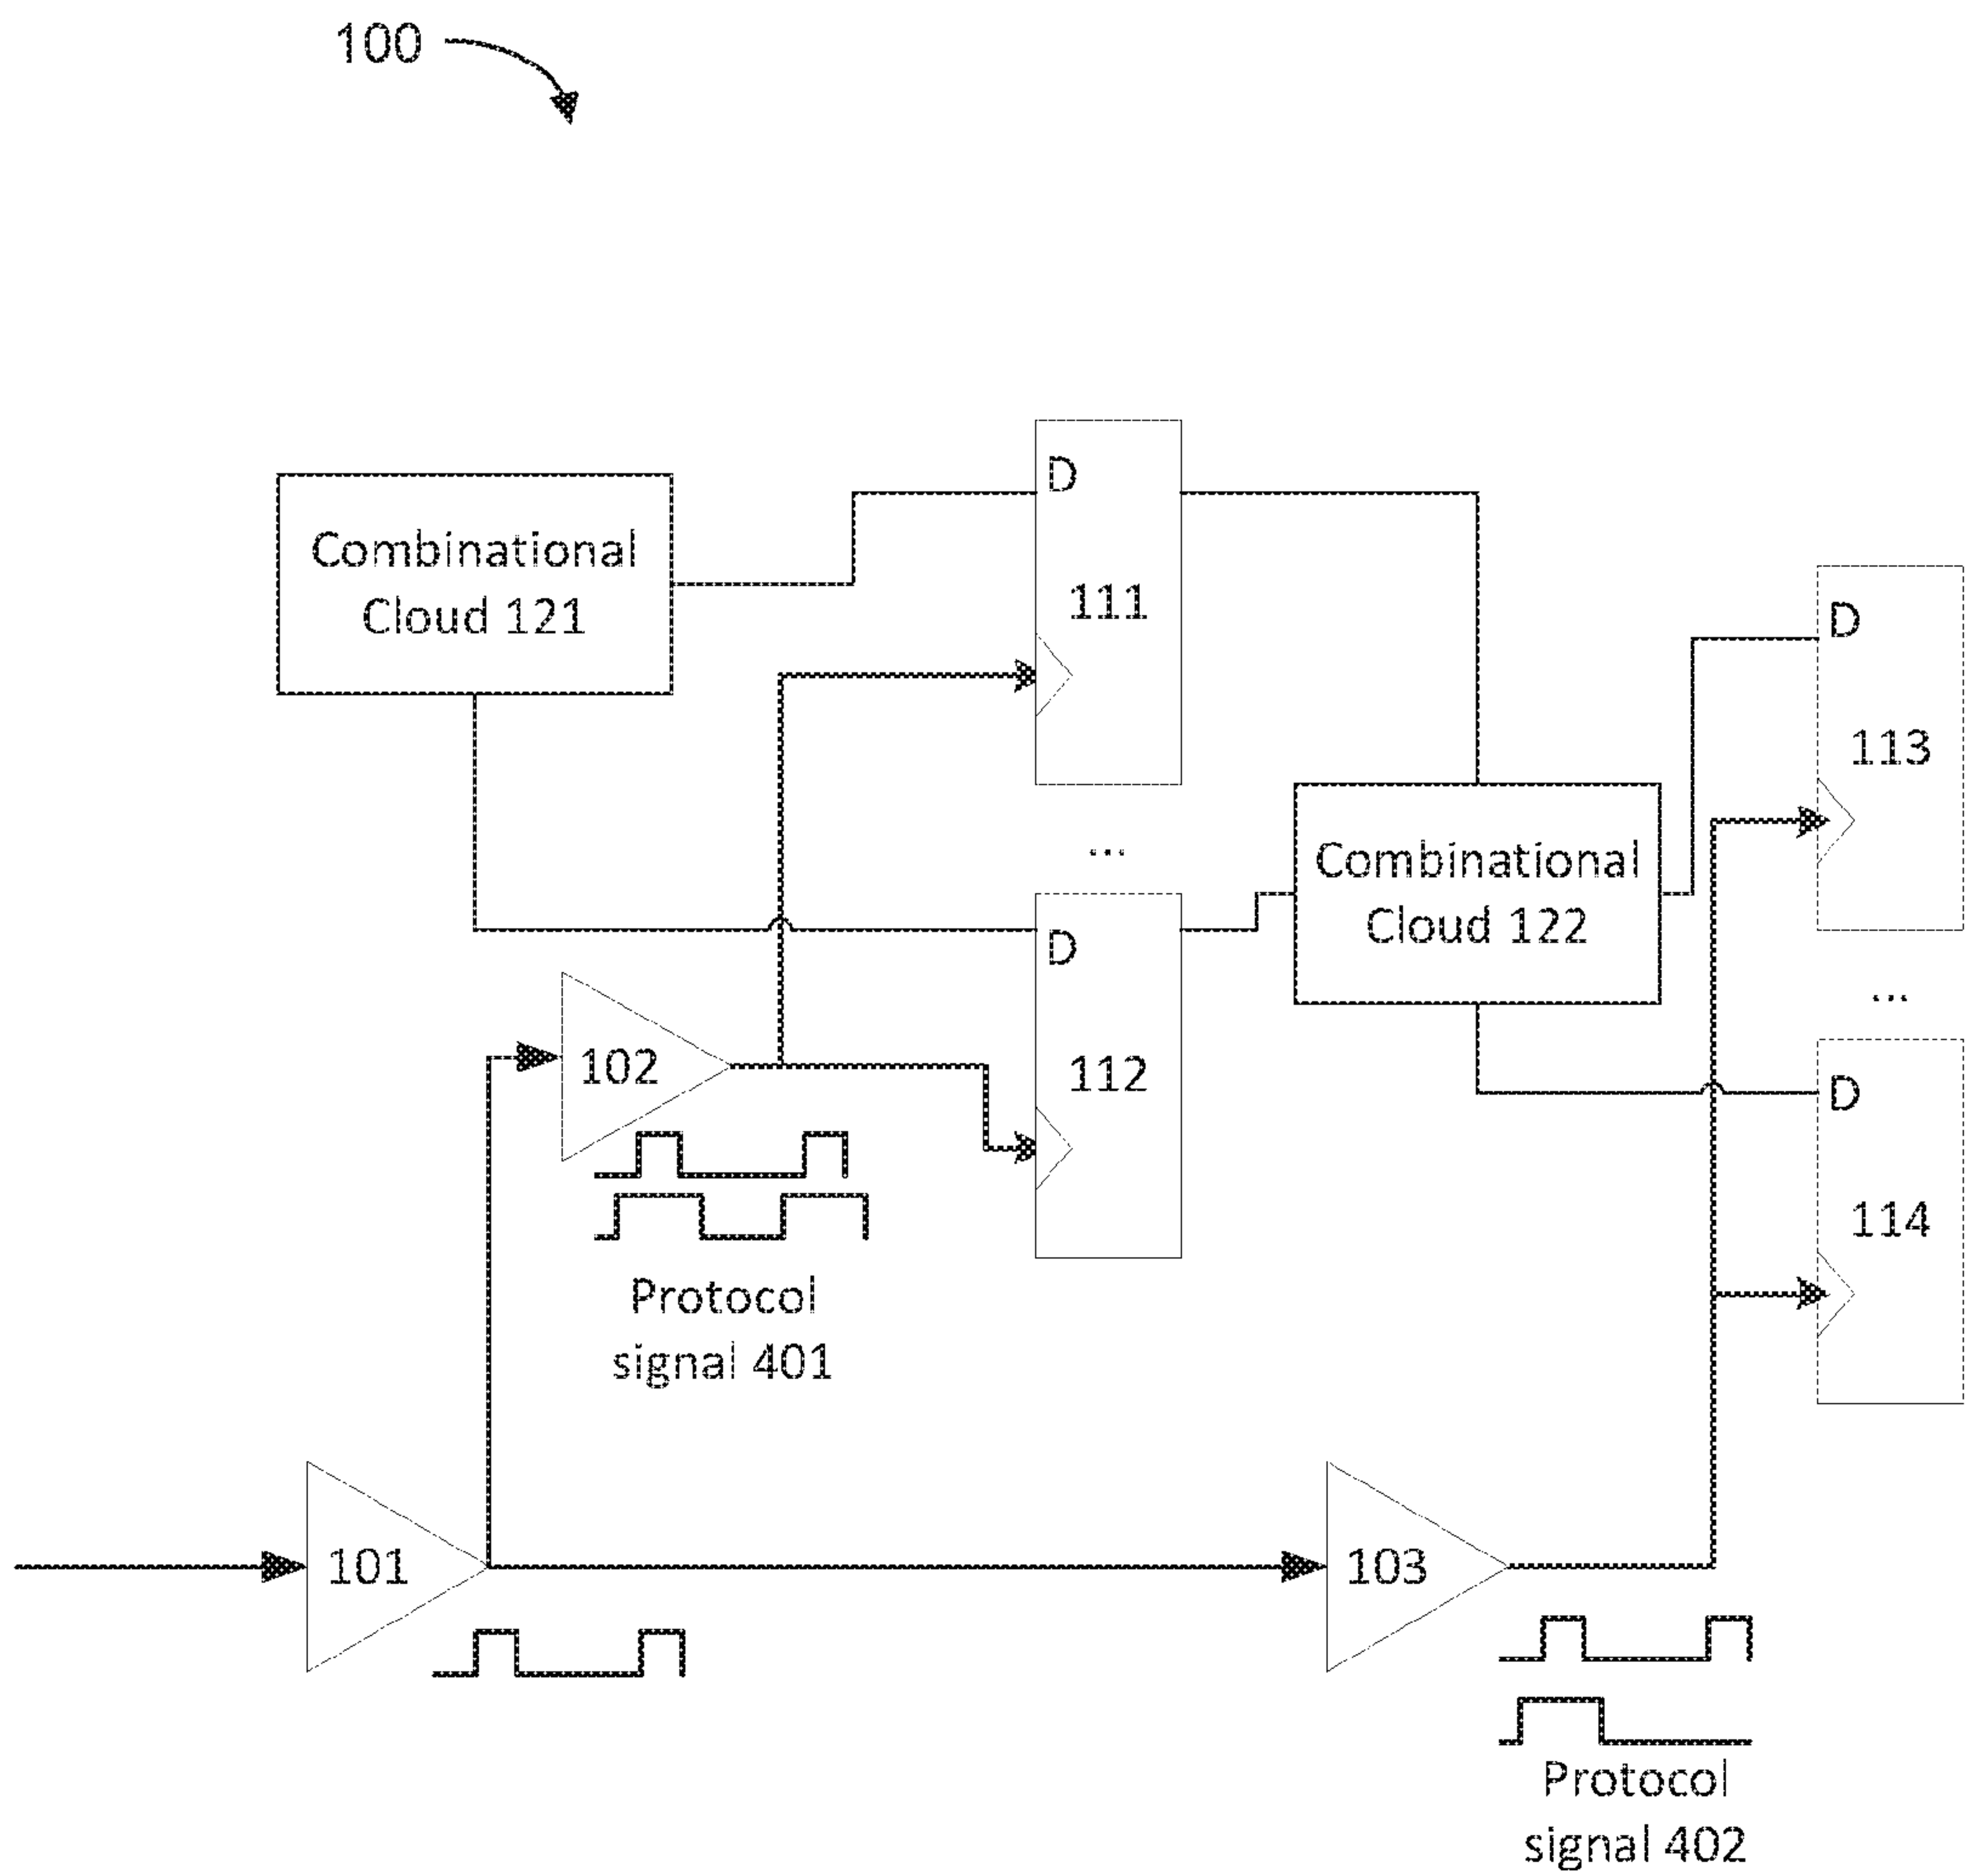 100
D
Combinational
Cloud 121
111
D
113
...
Combinational
Cloud 122
D
...
102
112
D
114
Protocol
signal 401
101
103
Protocol
signal 402